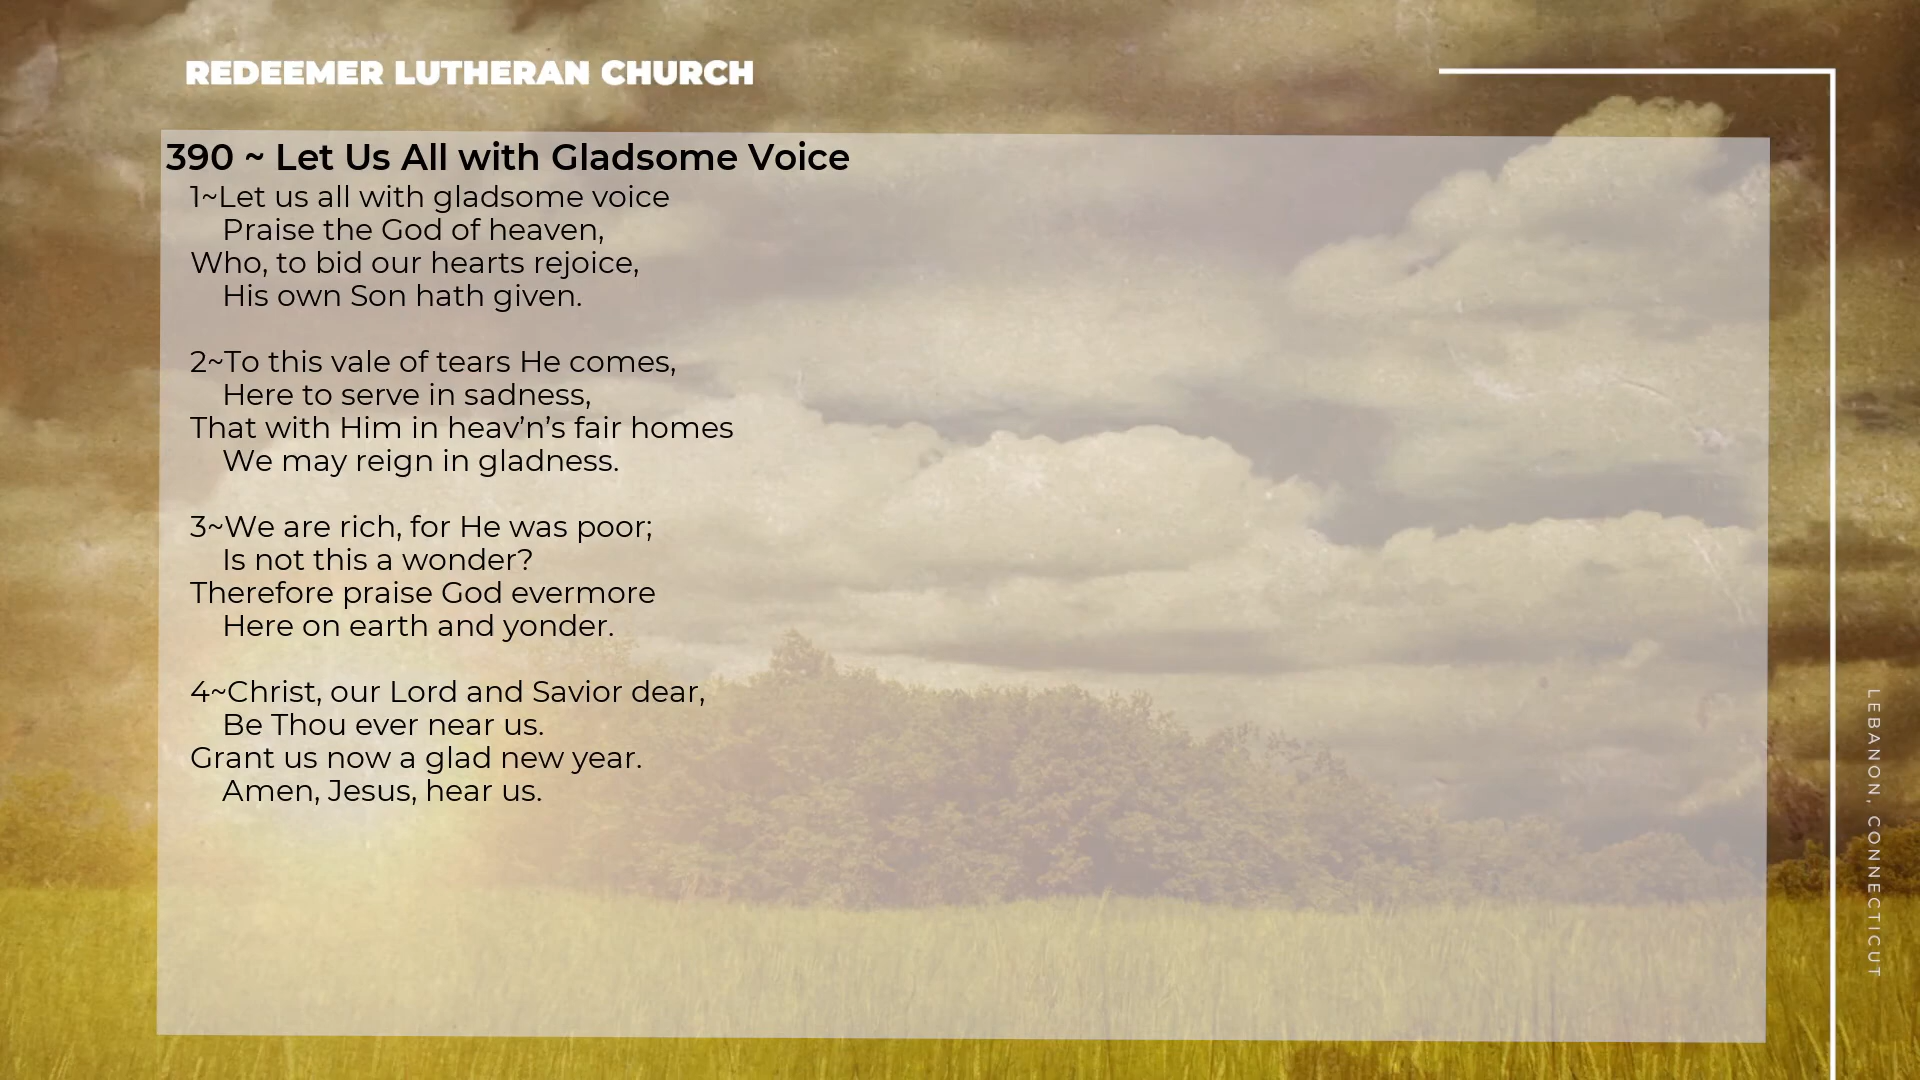 REDEEMER LUTHERAN CHURCH
390 ~ Let Us All with Gladsome Voice
1~Let us all with gladsome voice
Praise the God of heaven,
Who, to bid our hearts rejoice,
His own Son hath given.
2~To this vale of tears He comes,
Here to serve in sadness,
That with Him in heav’n’s fair homes
We may reign in gladness.
3~We are rich, for He was poor;
Is not this a wonder?
Therefore praise God evermore
Here on earth and yonder.
4~Christ, our Lord and Savior dear,
Be Thou ever near us.
Grant us now a glad new year.
Amen, Jesus, hear us.
LEBANON, CONNECTICUT